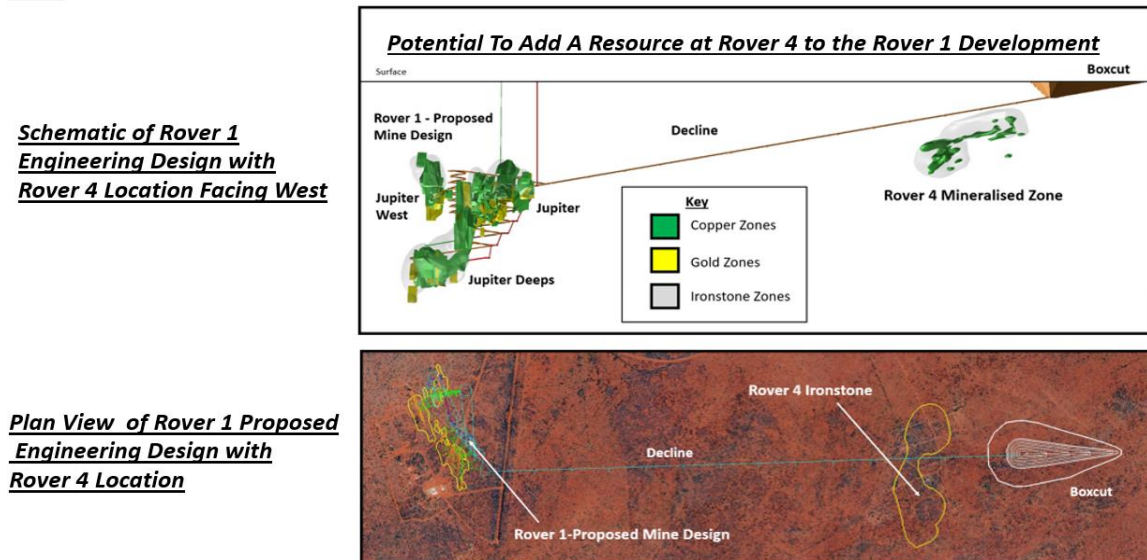 Potential To Add A Resource at Rover 4 to the Rover 1 Development
Surface
Boxcut
Schematic of Rover 1
Engineering Design with
Rover 4 Location Facing West
Rover 1 - Proposed
Mine Design
Decline
Jupiter
West
Jupiter
Jupiter Deeps
Rover 4 Mineralised Zone
Key
Copper Zones
Gold Zones
Ironstone Zones
Plan View of Rover 1 Proposed
Engineering Design with
Rover 4 Location
Rover 4 Ironstone
Decline
Boxcut
Rover 1-Proposed Mine Design